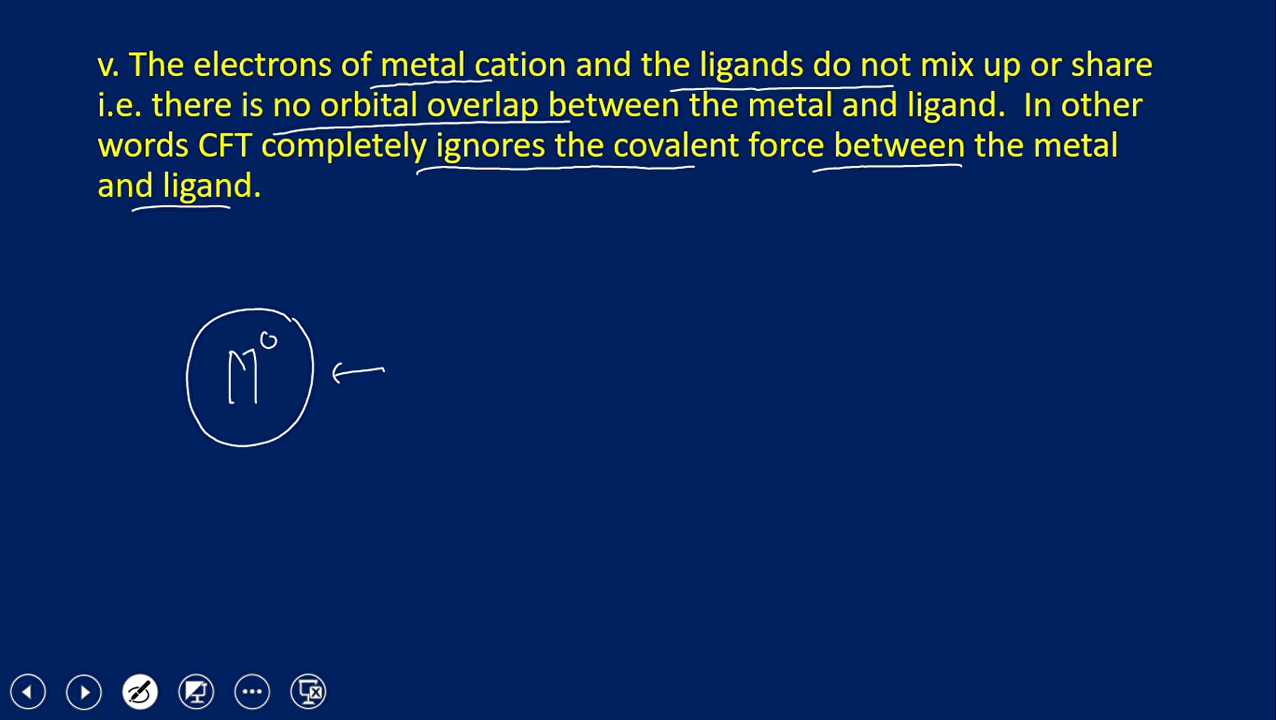 v. The electrons of metal cation and the ligands do not mix up or share
i.e. there is no orbital overlap between the metal and ligand.  In other
words CFT completely ignores the covalent force between the metal
and ligand.
M⁰